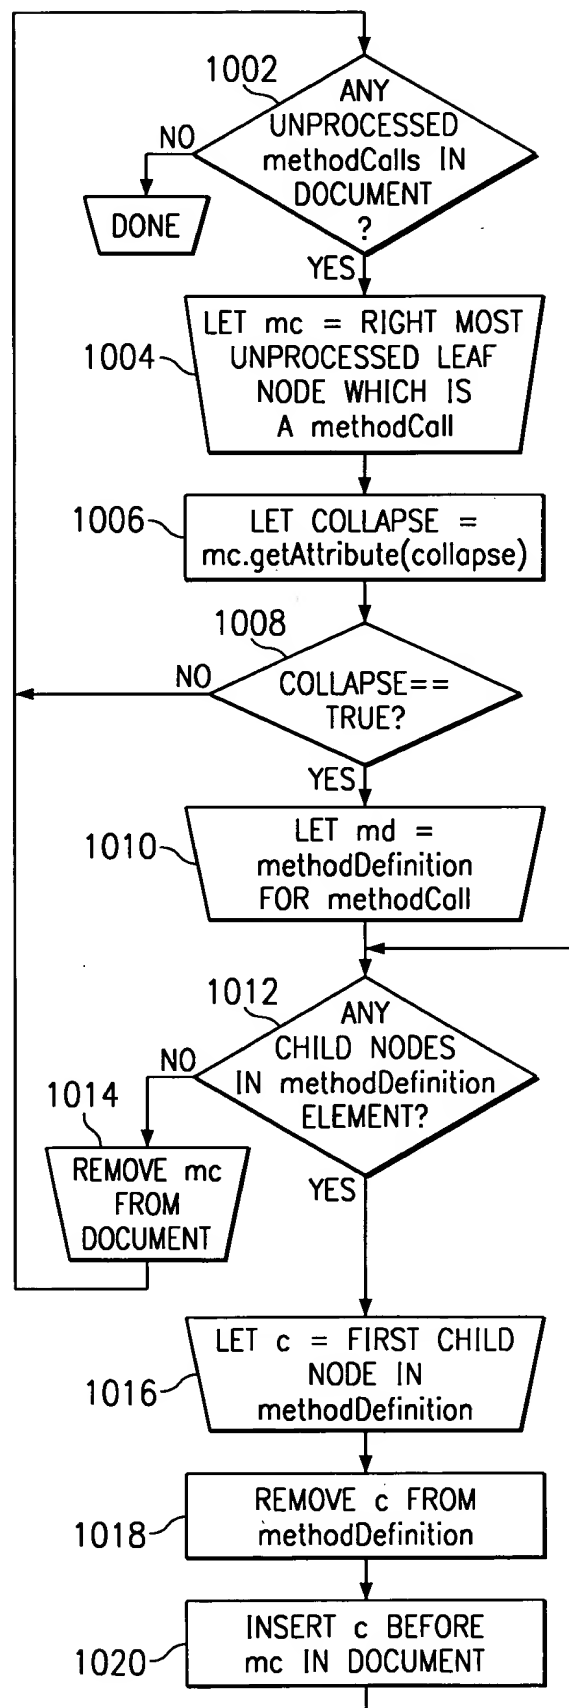 1002
ANY
UNPROCESSED
methodCalls IN
DOCUMENT
?
NO
DONE
YES
1004
LET mc = RIGHT MOST
UNPROCESSED LEAF
NODE WHICH IS
A methodCall
1006
LET COLLAPSE =
mc.getAttribute(collapse)
1008
NO
COLLAPSE==
TRUE?
YES
1010
LET md =
methodDefinition
FOR methodCall
1012
ANY
CHILD NODES
IN methodDefinition
ELEMENT?
NO
1014
REMOVE mc
FROM
DOCUMENT
YES
1016
LET c = FIRST CHILD
NODE IN
methodDefinition
1018
REMOVE c FROM
methodDefinition
1020
INSERT c BEFORE
mc IN DOCUMENT